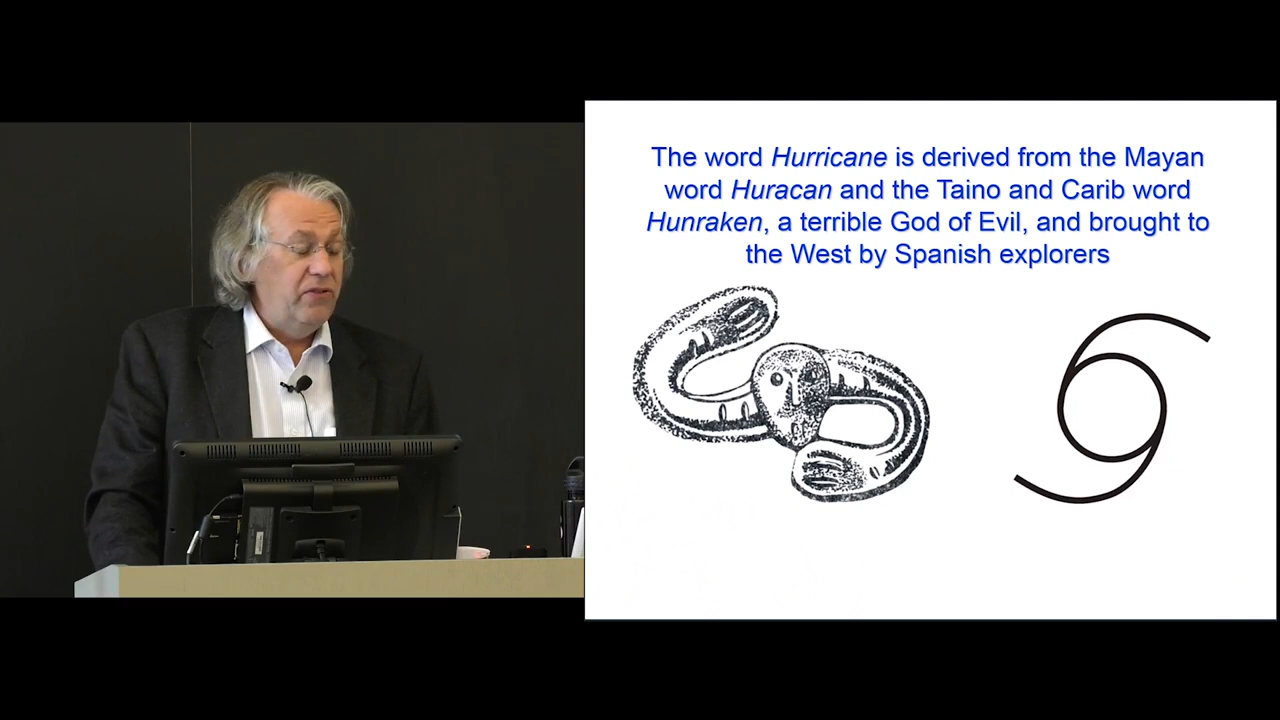 The word Hurricane is derived from the Mayan
word Huracan and the Taino and Carib word
Hunraken, a terrible God of Evil, and brought to
the West by Spanish explorers